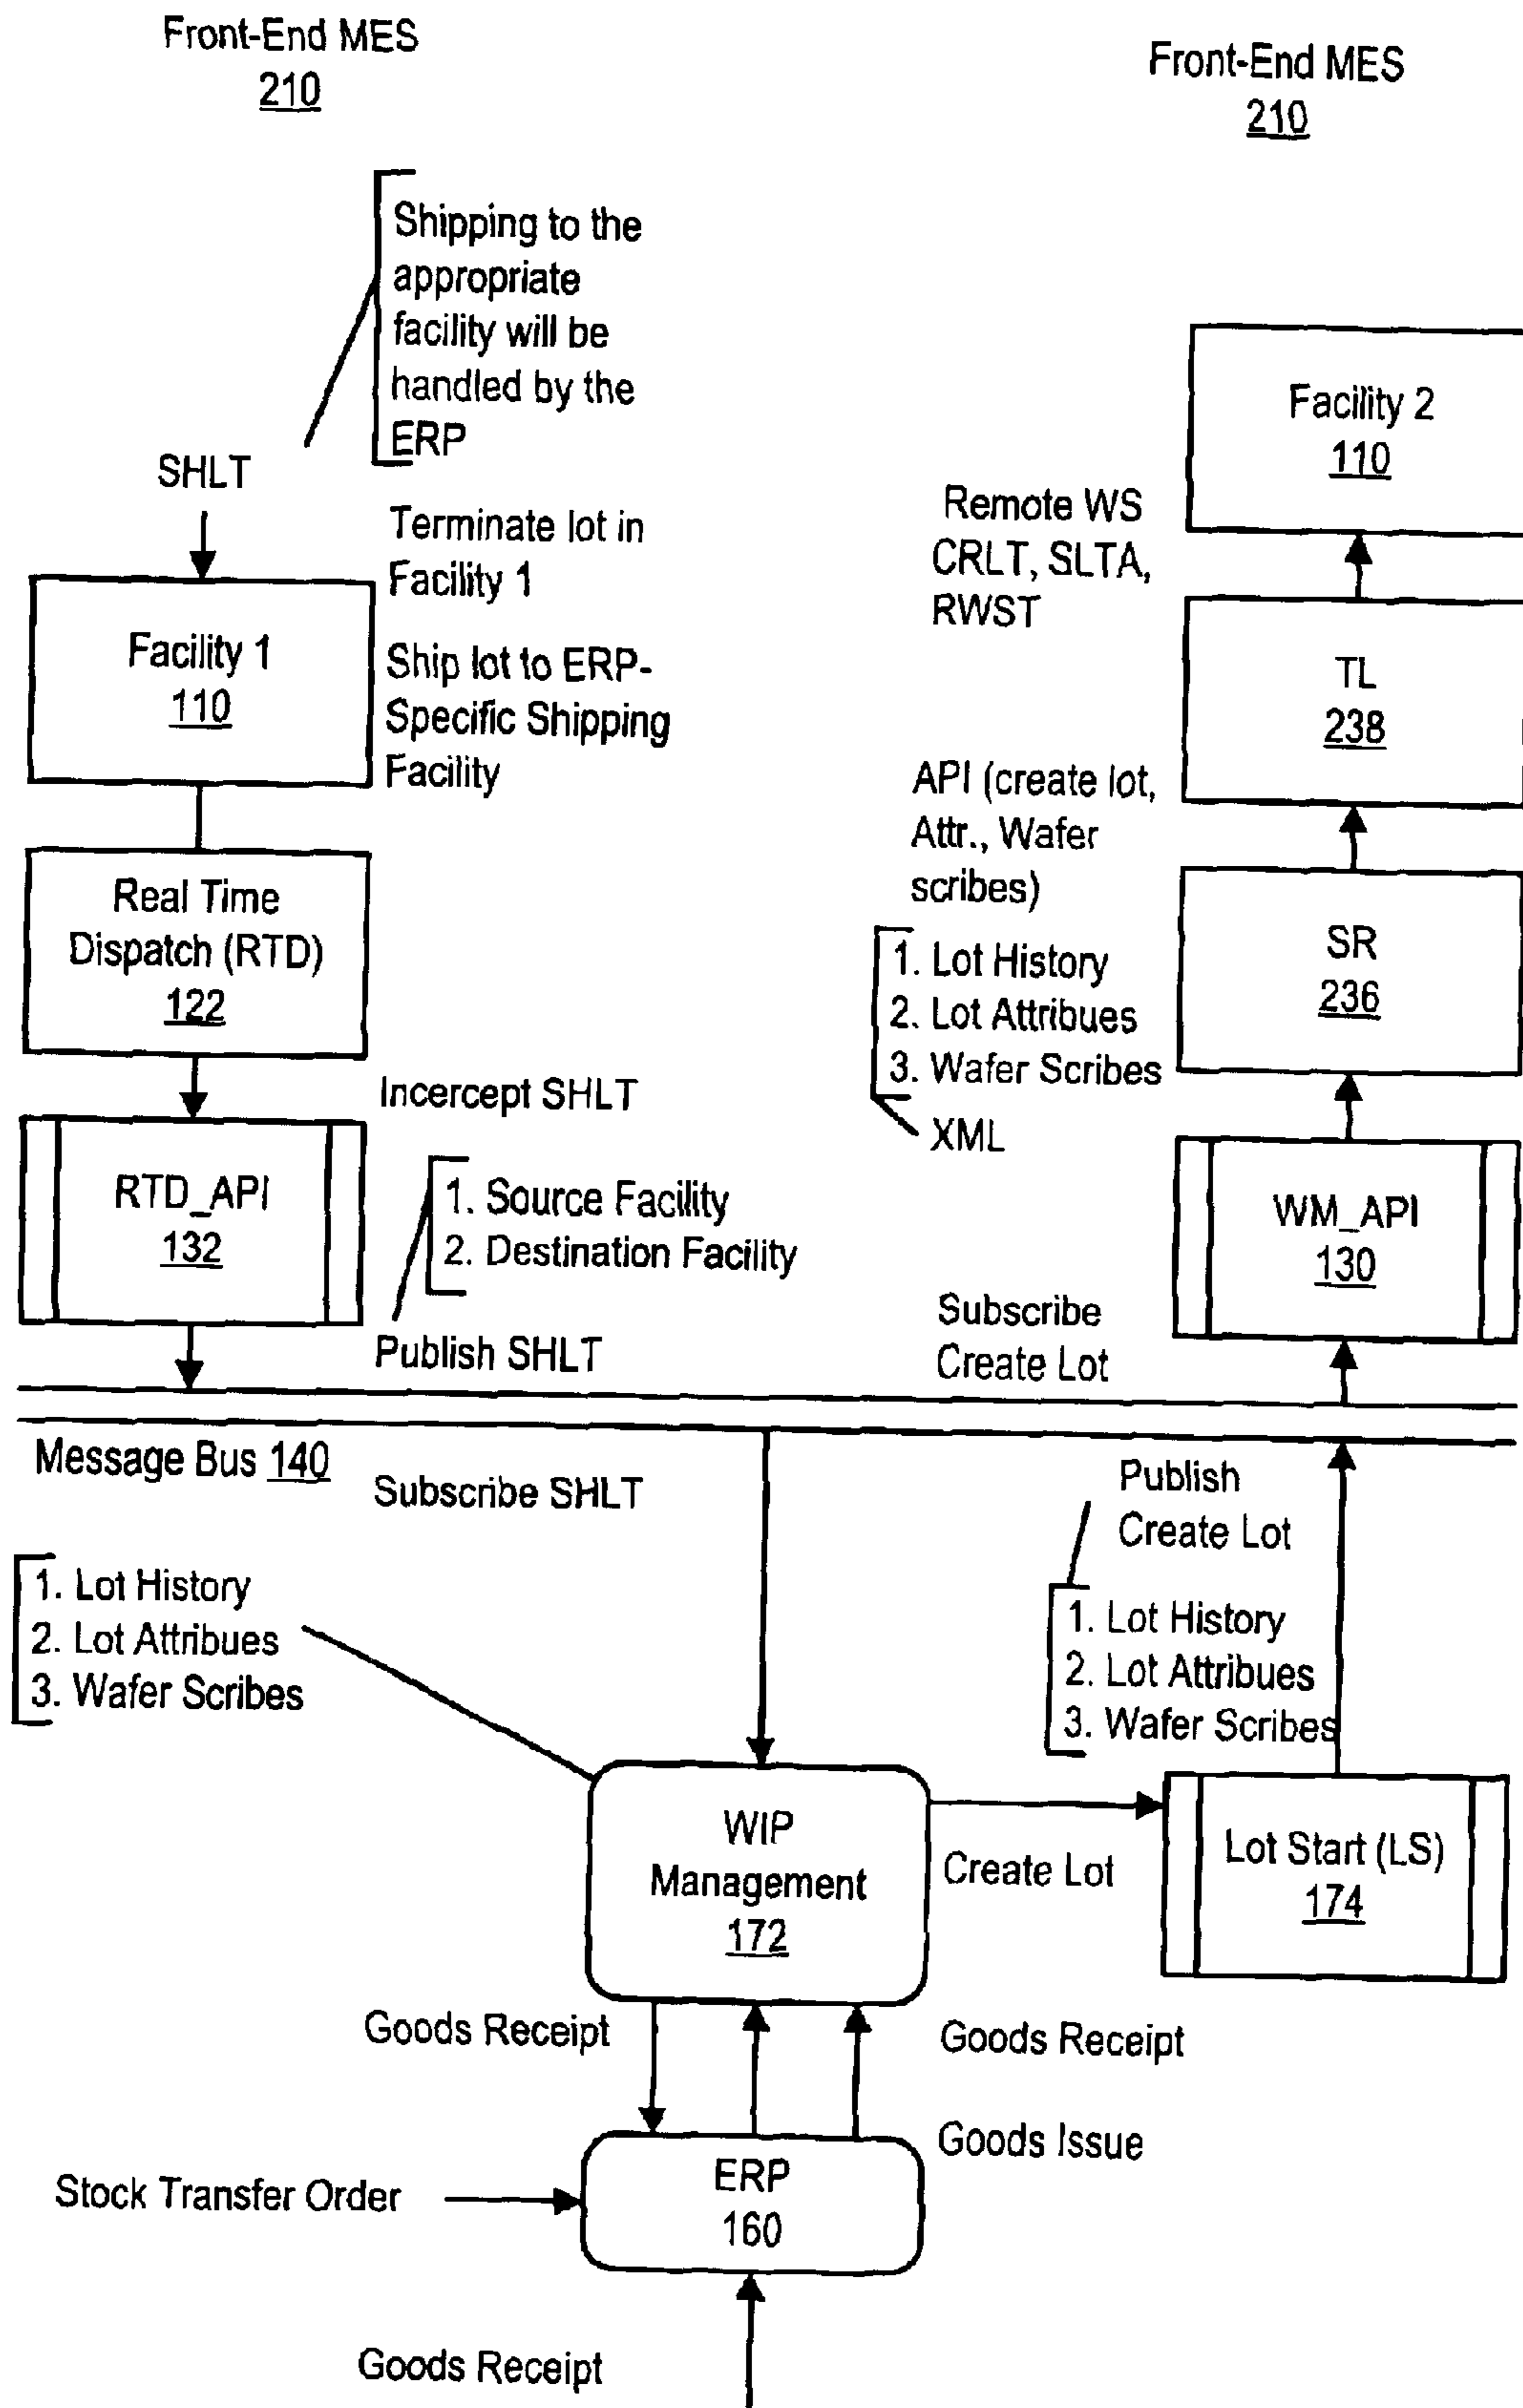 Front-End MES
210
Front-End MES
210
Shipping to the
appropriate
facility will be
handled by the
ERP
SHLT
Terminate lot in
Facility 1
Facility 1
110
Ship lot to ERP-
Specific Shipping
Facility
Real Time
Dispatch (RTD)
122
Incercept SHLT
RTD_API
132
1. Source Facility
2. Destination Facility
Publish SHLT
Facility 2
110
Remote WS
CRLT, SLTA,
RWST
TL
238
API (create lot,
Attr., Wafer
scribes)
SR
236
1. Lot History
2. Lot Attribues
3. Wafer Scribes
XML
WM_API
130
Subscribe
Create Lot
Message Bus 140
Subscribe SHLT
Publish
Create Lot
1. Lot History
2. Lot Attribues
3. Wafer Scribes
1. Lot History
2. Lot Attribues
3. Wafer Scribes
WIP
Management
172
Create Lot
Lot Start (LS)
174
Goods Receipt
Goods Receipt
Goods Issue
Stock Transfer Order
ERP
160
Goods Receipt